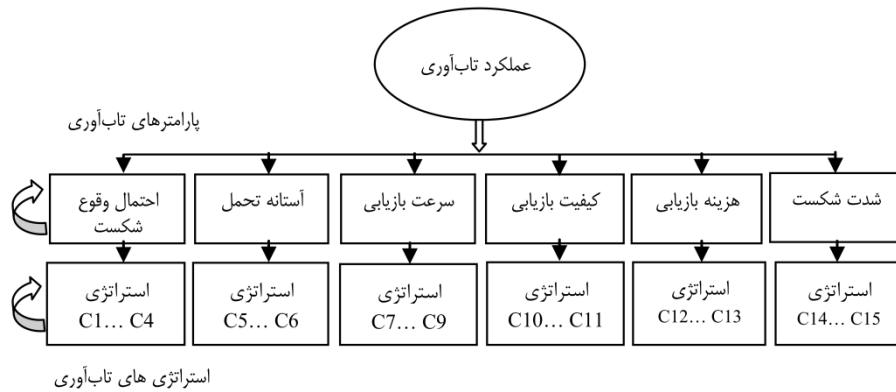 عملکرد تاب‌آوری
پارامترهای تاب‌آوری
شدت شکست
هزینه بازیابی
کیفیت بازیابی
سرعت بازیابی
آستانه تحمل
احتمال وقوع
شکست
استراتژی
C14… C15
استراتژی
C12… C13
استراتژی
C10… C11
استراتژی
C7… C9
استراتژی
C5… C6
استراتژی
C1… C4
استراتژی های تاب‌آوری